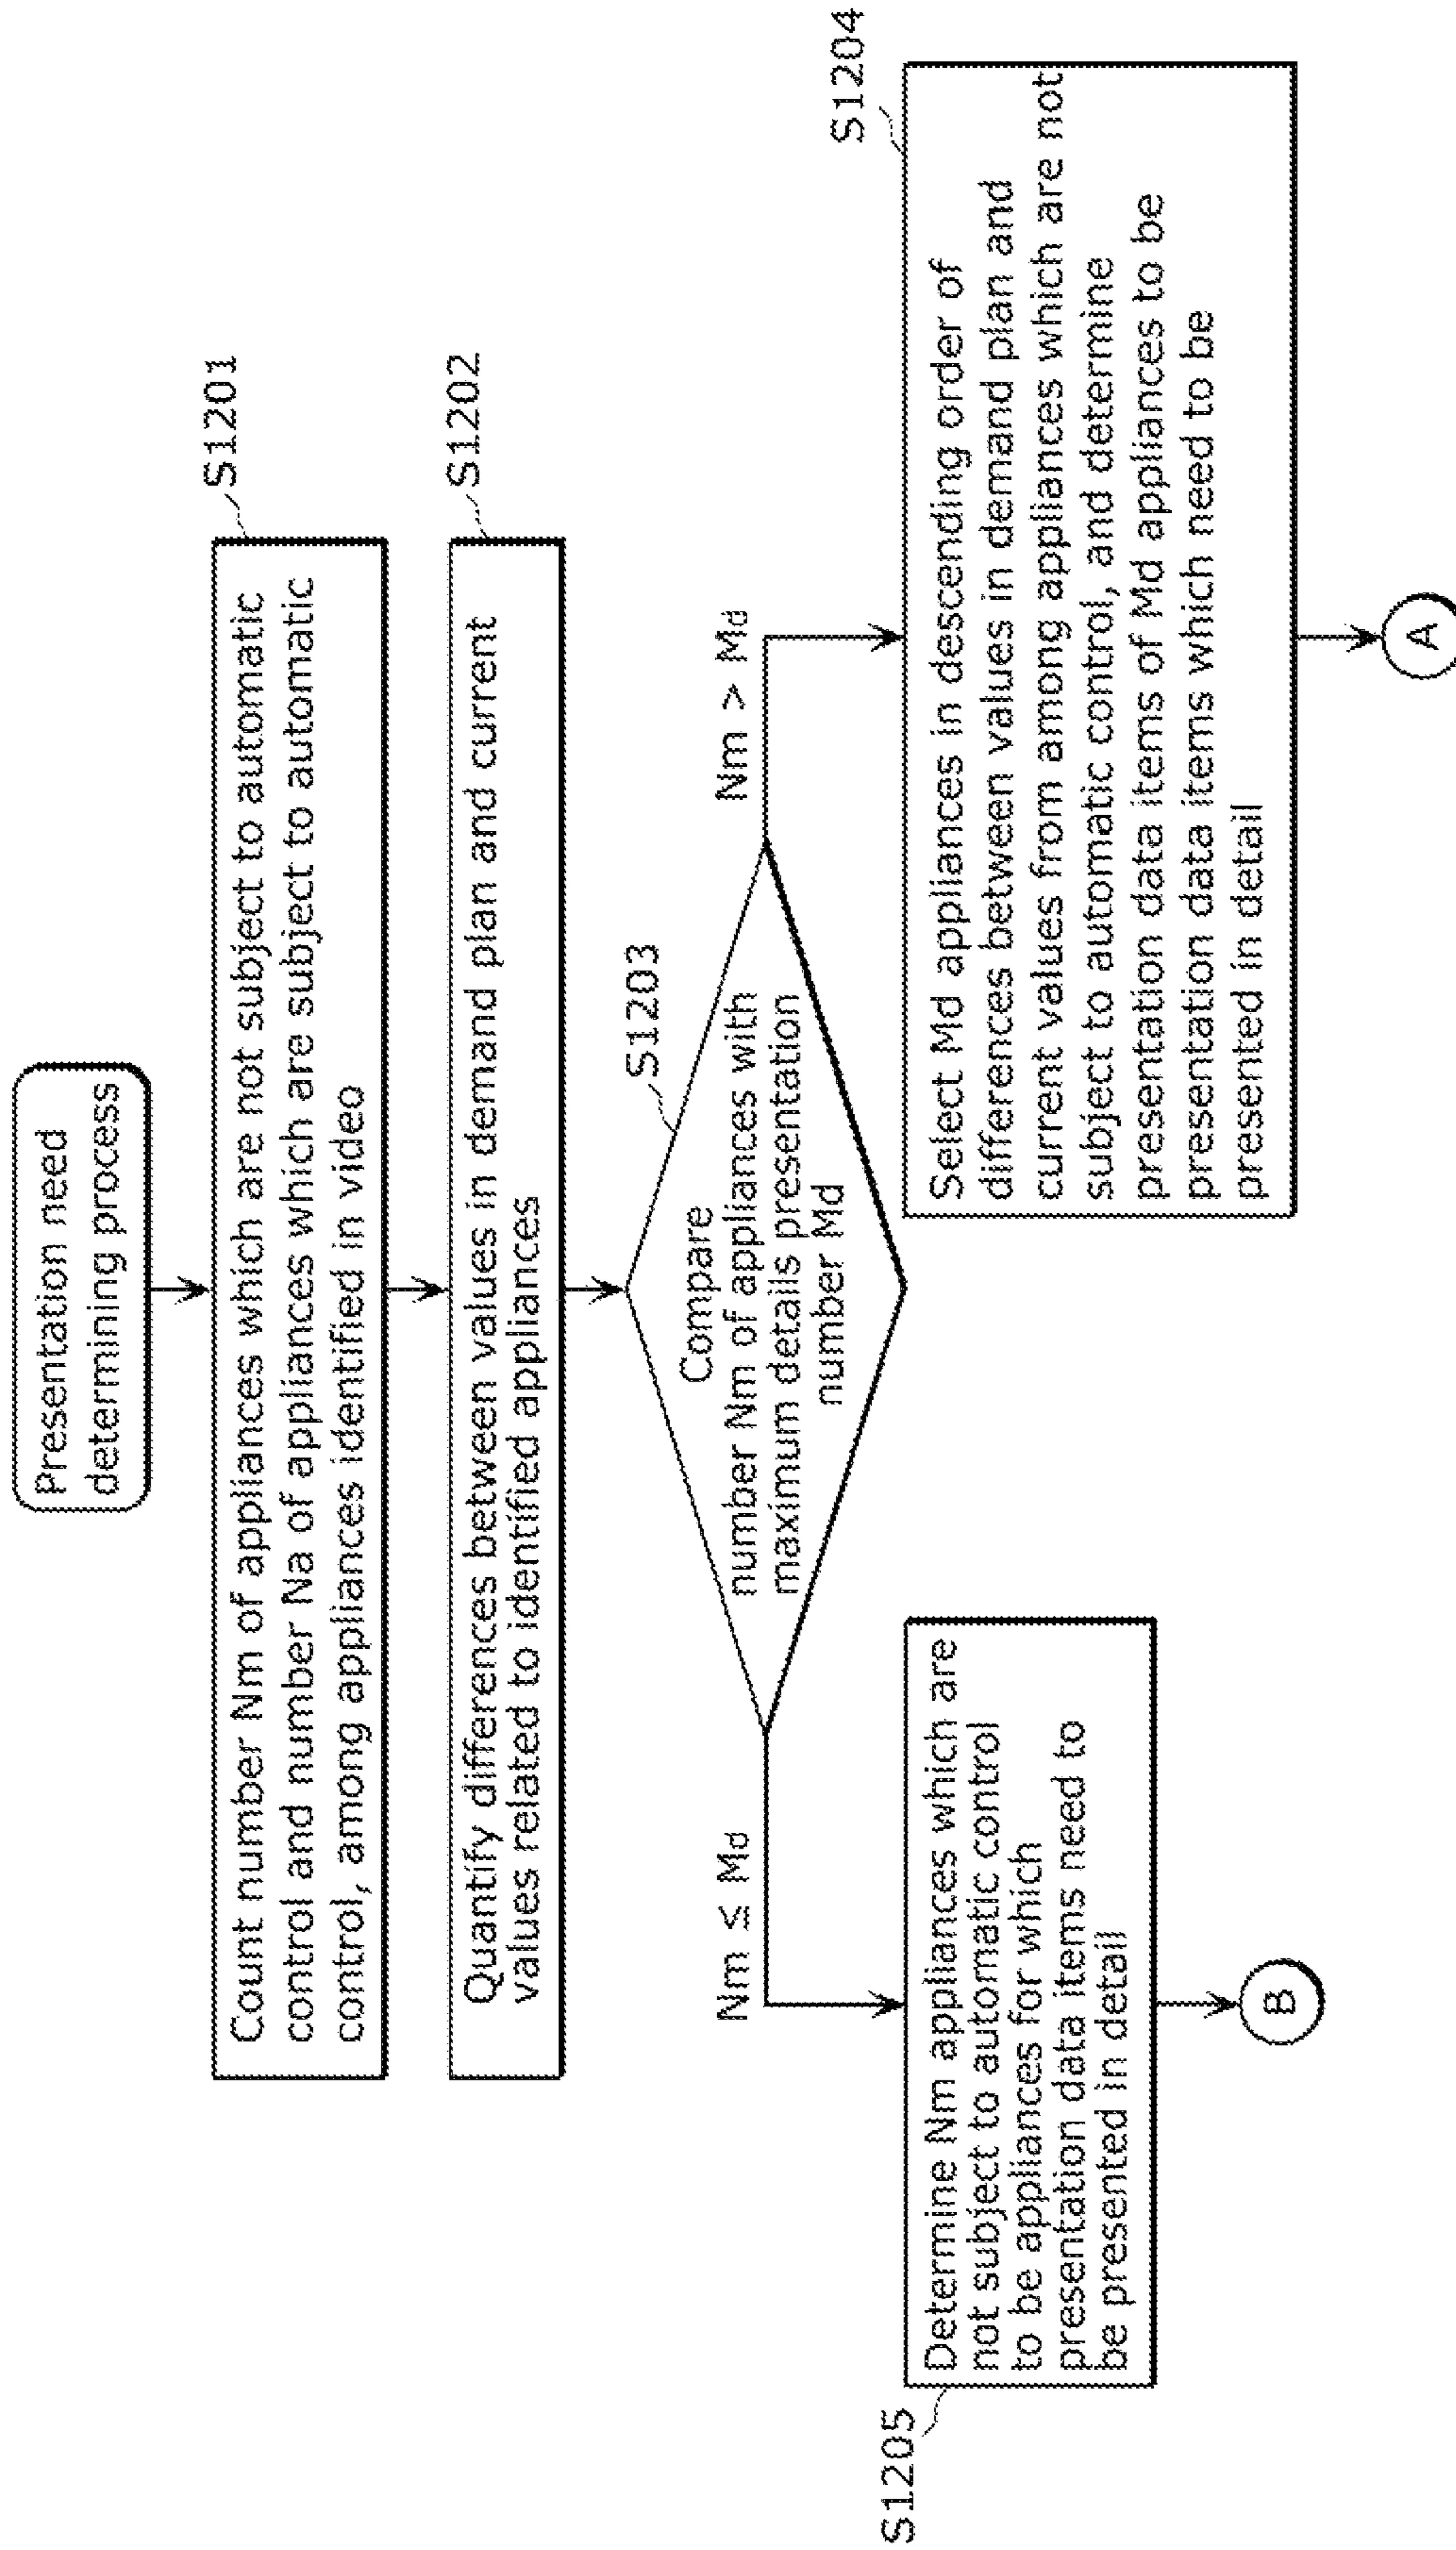 Presentation need
determining process
S1201
Count number Nm of appliances which are not subject to automatic
control and number Na of appliances which are subject to automatic
control, among appliances identified in video
S1202
Quantify differences between values in demand plan and current
values related to identified appliances
S1203
Compare
number Nm of appliances with
maximum details presentation
number Md
Nm ≤ Md
Nm > Md
S1205
Determine Nm appliances which are
not subject to automatic control
to be appliances for which
presentation data items need to
be presented in detail
B
S1204
Select Md appliances in descending order of
differences between values in demand plan and
current values from among appliances which are not
subject to automatic control, and determine
presentation data items of Md appliances to be
presentation data items which need to be
presented in detail
A